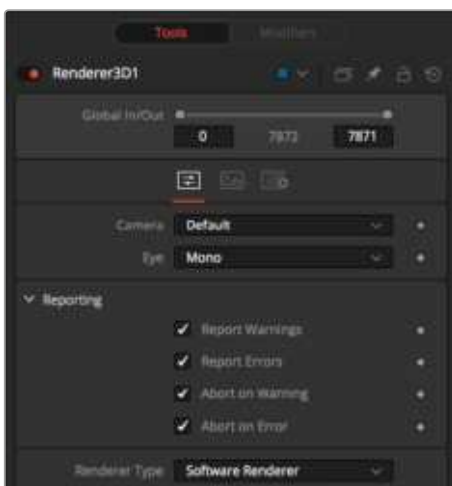 Tools Modifiers
Renderer3D1
Global In/Out
0 7872 7871
Camera Default
Eye Mono
Reporting
Report Warnings
Report Errors
Abort on Warning
Abort on Error
Renderer Type Software Renderer